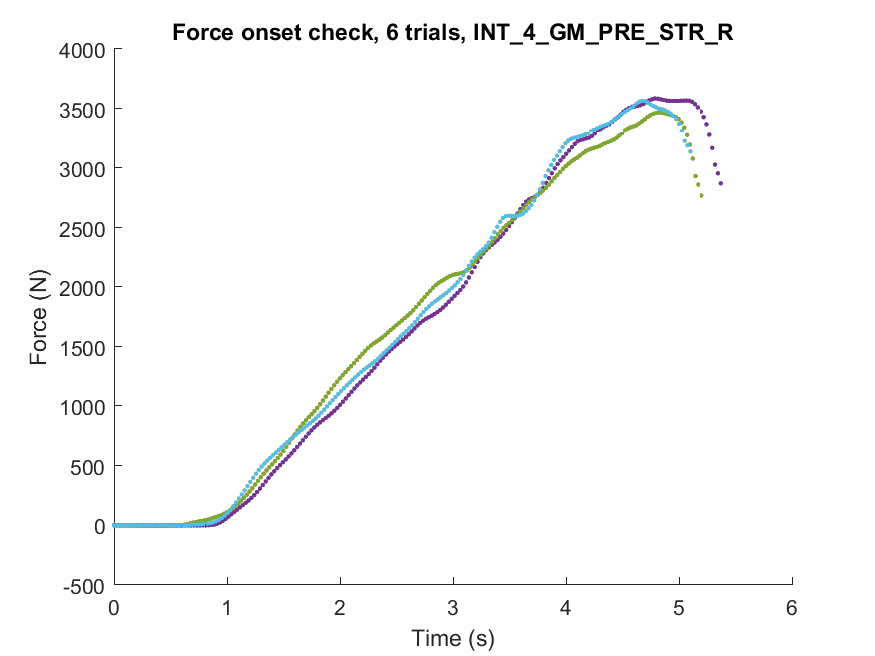 Force onset check, 6 trials, INT_4_GM_PRE_STR_R
4000
3500
3000
2500
2000
1500
1000
500
0
-500
Force (N)
0 1 2 3 4 5 6
Time (s)